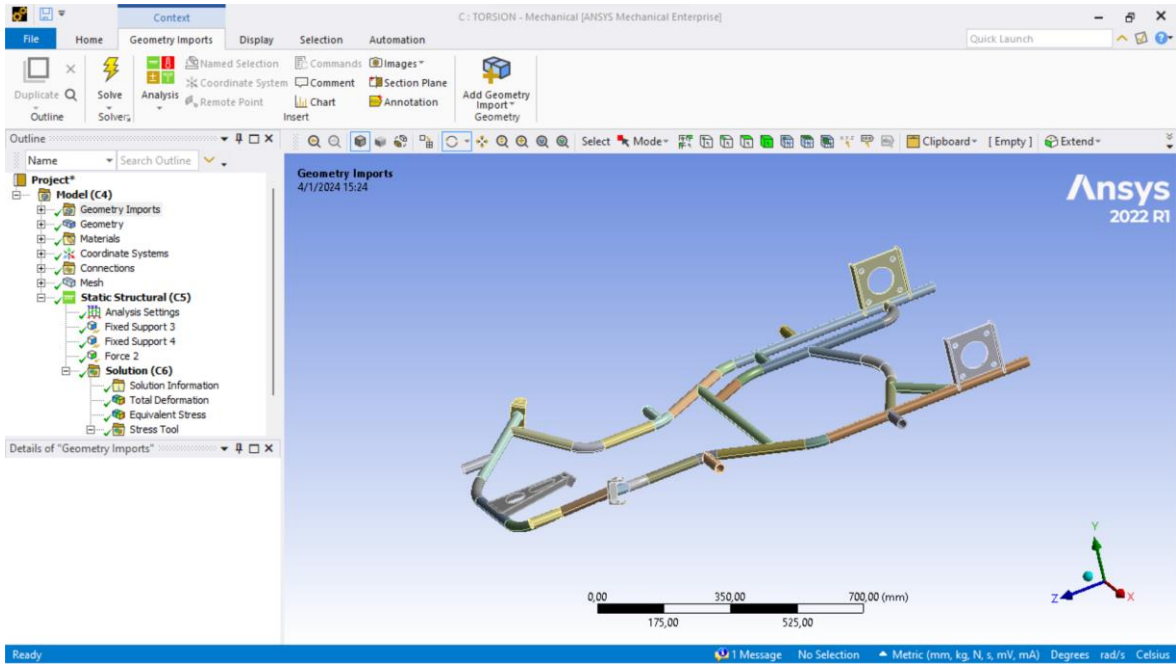 Context
C : TORSION - Mechanical [ANSYS Mechanical Enterprise]
File Home Geometry Imports Display Selection Automation Quick Launch
Duplicate
Outline
Solve
Solvers
Analysis
Named Selection
Coordinate System
Remote Point
Commands
Comment
Chart
Images
Section Plane
Annotation
Insert
Add Geometry
Import
Geometry
Outline
Name Search Outline
Project*
Model (C4)
Geometry Imports
Geometry
Materials
Coordinate Systems
Connections
Mesh
Static Structural (C5)
Analysis Settings
Fixed Support 3
Fixed Support 4
Force 2
Solution (C6)
Solution Information
Total Deformation
Equivalent Stress
Stress Tool
Details of "Geometry Imports"
Select Mode Clipboard [ Empty ] Extend
Geometry Imports
4/1/2024 15:24
Ansys
2022 R1
Y
Z X
0,00 350,00 700,00 (mm)
175,00 525,00
Ready 1 Message No Selection Metric (mm, kg, N, s, mV, mA) Degrees rad/s Celsius